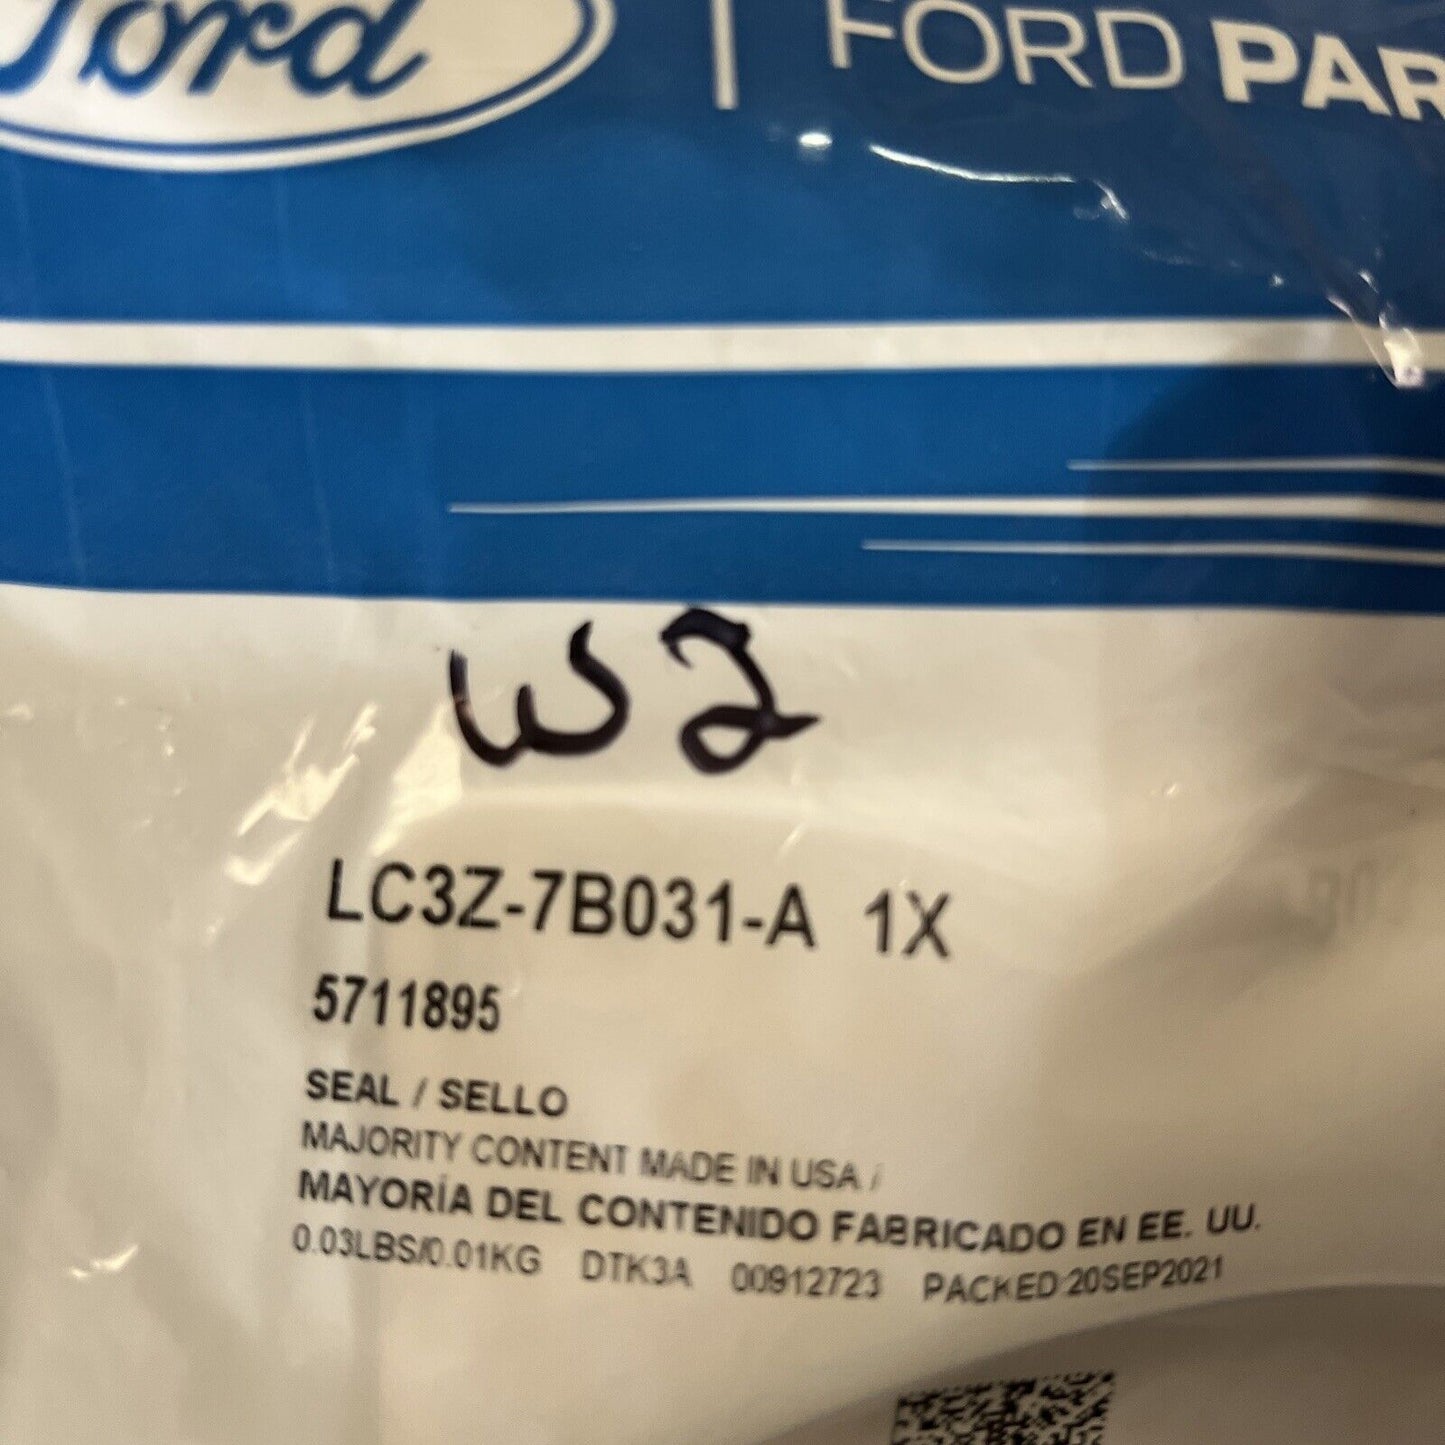 Ford FORD PAR
W2
LC3Z-7B031-A 1X
5711895
SEAL / SELLO
MAJORITY CONTENT MADE IN USA /
MAYORÍA DEL CONTENIDO FABRICADO EN EE. UU.
0.03LBS/0.01KG DTK3A 00912723 PACKED:20SEP2021